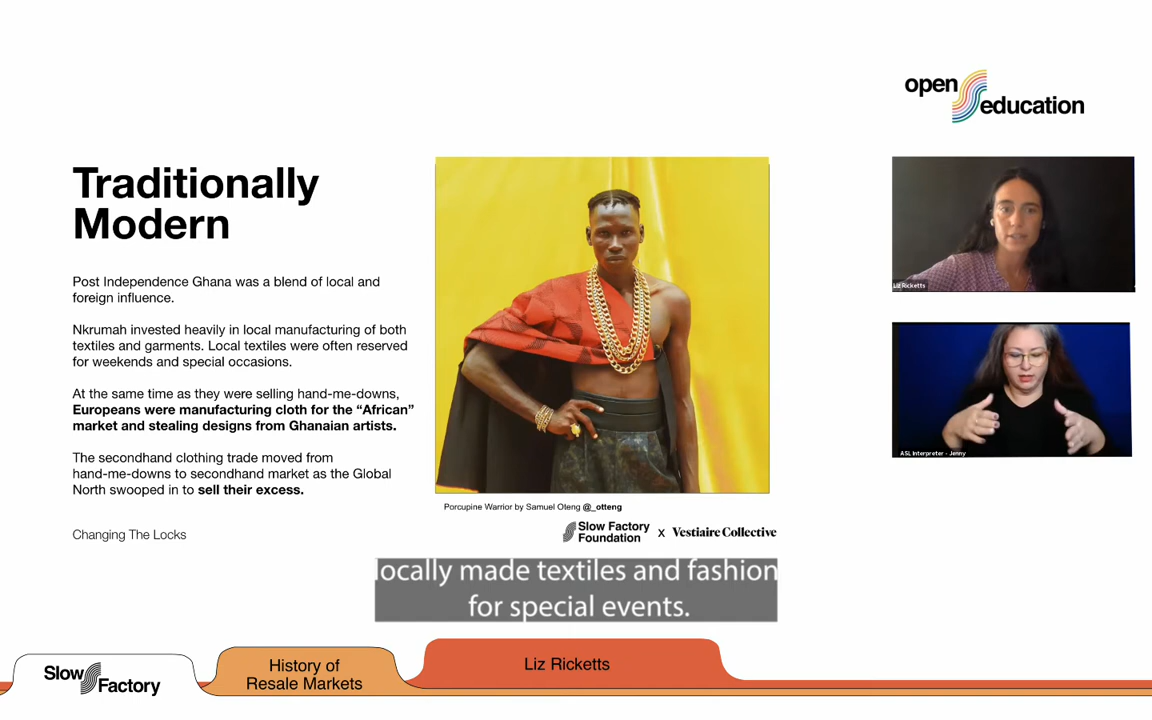 open
education
Traditionally
Modern
Post Independence Ghana was a blend of local and
foreign influence.
Nkrumah invested heavily in local manufacturing of both
textiles and garments. Local textiles were often reserved
for weekends and special occasions.
At the same time as they were selling hand-me-downs,
Europeans were manufacturing cloth for the “African”
market and stealing designs from Ghanaian artists.
The secondhand clothing trade moved from
hand-me-downs to secondhand market as the Global
North swooped in to sell their excess.
Changing The Locks
Porcupine Warrior by Samuel Oteng @_otteng
Slow Factory
Foundation x Vestiaire Collective
Liz Ricketts
ASL Interpreter - Jenny
locally made textiles and fashion
for special events.
Slow
Factory
History of
Resale Markets
Liz Ricketts